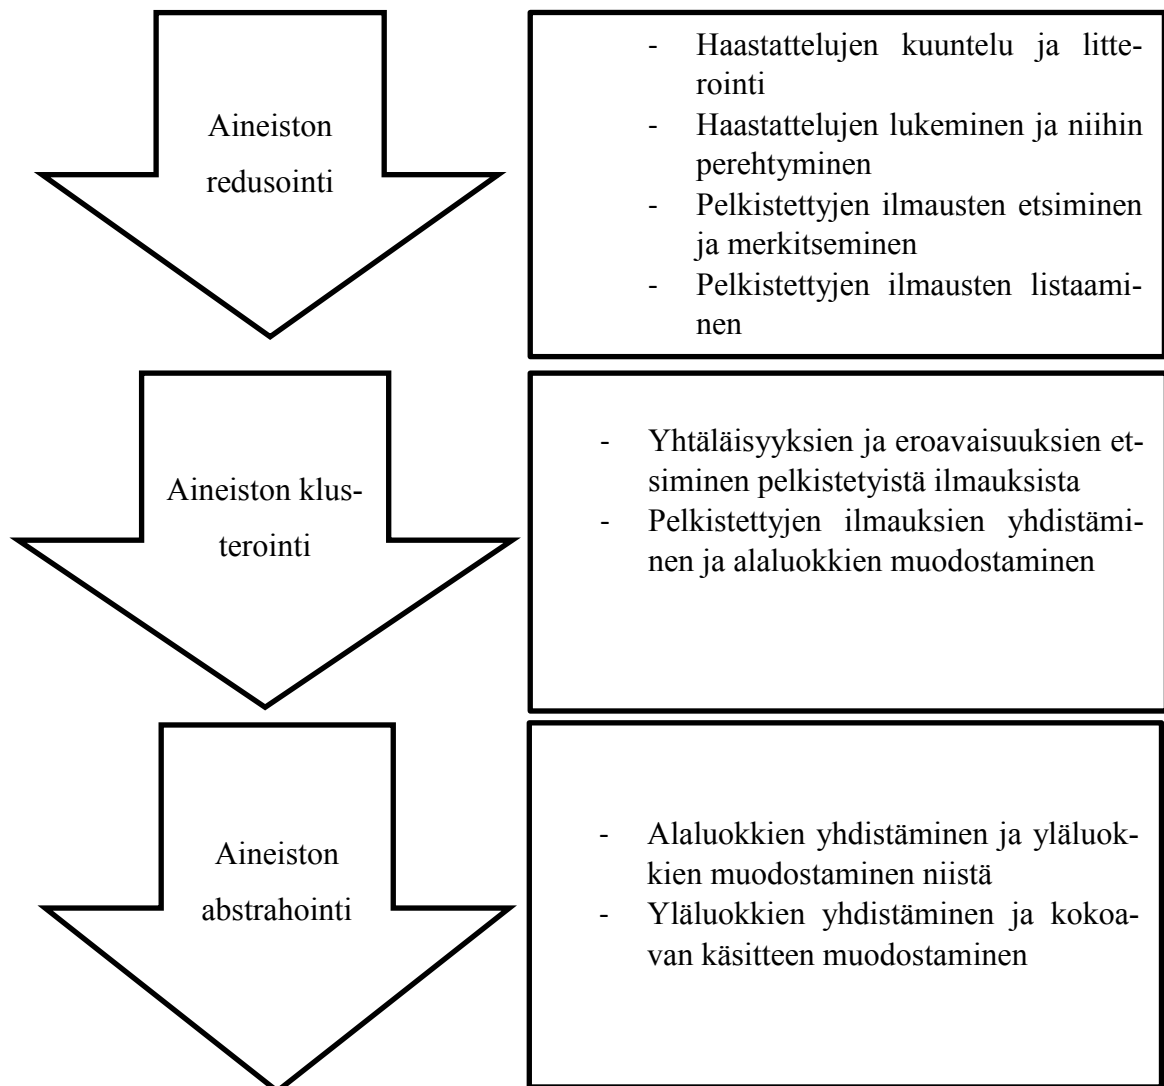 Aineiston
redusointi
- Haastattelujen kuuntelu ja litte-
rointi
- Haastattelujen lukeminen ja niihin
perehtyminen
- Pelkistettyjen ilmausten etsiminen
ja merkitseminen
- Pelkistettyjen ilmausten listaami-
nen
Aineiston klus-
terointi
- Yhtäläisyyksien ja eroavaisuuksien et-
siminen pelkistetyistä ilmauksista
- Pelkistettyjen ilmauksien yhdistämi-
nen ja alaluokkien muodostaminen
Aineiston
abstrahointi
- Alaluokkien yhdistäminen ja yläluok-
kien muodostaminen niistä
- Yläluokkien yhdistäminen ja kokoa-
van käsitteen muodostaminen